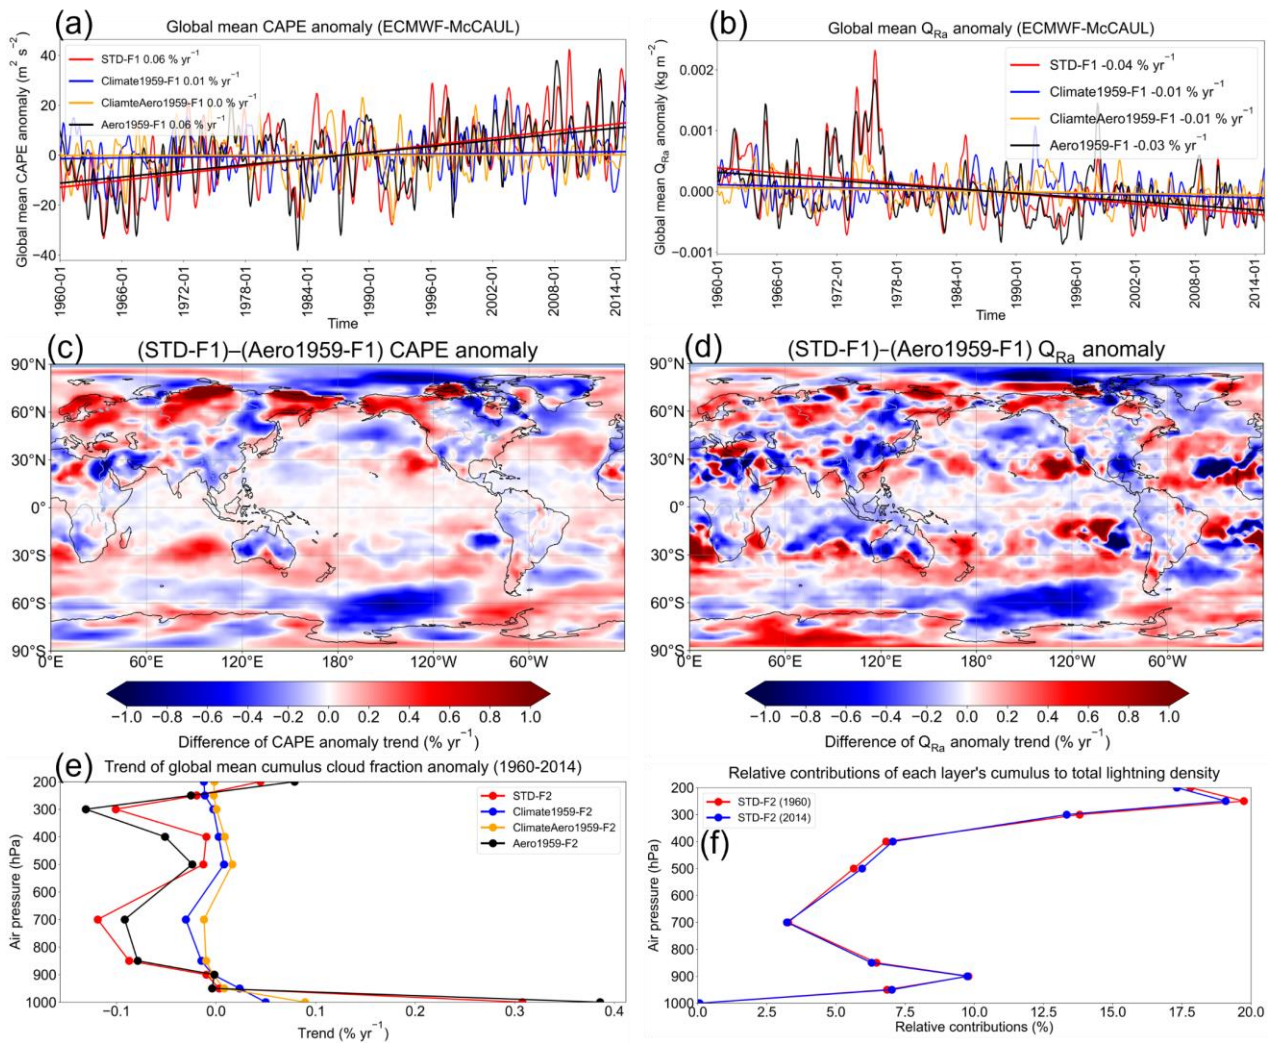 (a)
Global mean CAPE anomaly (ECMWF-McCAUL)
Global mean CAPE anomaly (m² s⁻²)
40
20
0
−20
−40
STD-F1 0.06 % yr⁻¹
Climate1959-F1 0.01 % yr⁻¹
CliamteAero1959-F1 0.0 % yr⁻¹
Aero1959-F1 0.06 % yr⁻¹
1960-01
1966-01
1972-01
1978-01
1984-01
1990-01
1996-01
2002-01
2008-01
2014-01
Time
(b)
Global mean Q_Ra anomaly (ECMWF-McCAUL)
Global mean Q_Ra anomaly (kg m⁻²)
0.002
0.001
0.000
−0.001
STD-F1 -0.04 % yr⁻¹
Climate1959-F1 -0.01 % yr⁻¹
CliamteAero1959-F1 -0.01 % yr⁻¹
Aero1959-F1 -0.03 % yr⁻¹
1960-01
1966-01
1972-01
1978-01
1984-01
1990-01
1996-01
2002-01
2008-01
2014-01
Time
(c)
(STD-F1)−(Aero1959-F1) CAPE anomaly
90°N
60°N
30°N
0°
30°S
60°S
90°S
0°E 60°E 120°E 180° 120°W 60°W
−1.0 −0.8 −0.6 −0.4 −0.2 0.0 0.2 0.4 0.6 0.8 1.0
Difference of CAPE anomaly trend (% yr⁻¹)
(d)
(STD-F1)−(Aero1959-F1) Q_Ra anomaly
90°N
60°N
30°N
0°
30°S
60°S
90°S
0°E 60°E 120°E 180° 120°W 60°W
−1.0 −0.8 −0.6 −0.4 −0.2 0.0 0.2 0.4 0.6 0.8 1.0
Difference of Q_Ra anomaly trend (% yr⁻¹)
(e)
Trend of global mean cumulus cloud fraction anomaly (1960-2014)
Air pressure (hPa)
200
300
400
500
600
700
800
900
1000
STD-F2
Climate1959-F2
ClimateAero1959-F2
Aero1959-F2
−0.1 0.0 0.1 0.2 0.3 0.4
Trend (% yr⁻¹)
Relative contributions of each layer's cumulus to total lightning density
Air pressure (hPa)
200
300
400
500
600
700
800
900
1000
STD-F2 (1960)
STD-F2 (2014)
(f)
0.0 2.5 5.0 7.5 10.0 12.5 15.0 17.5 20.0
Relative contributions (%)